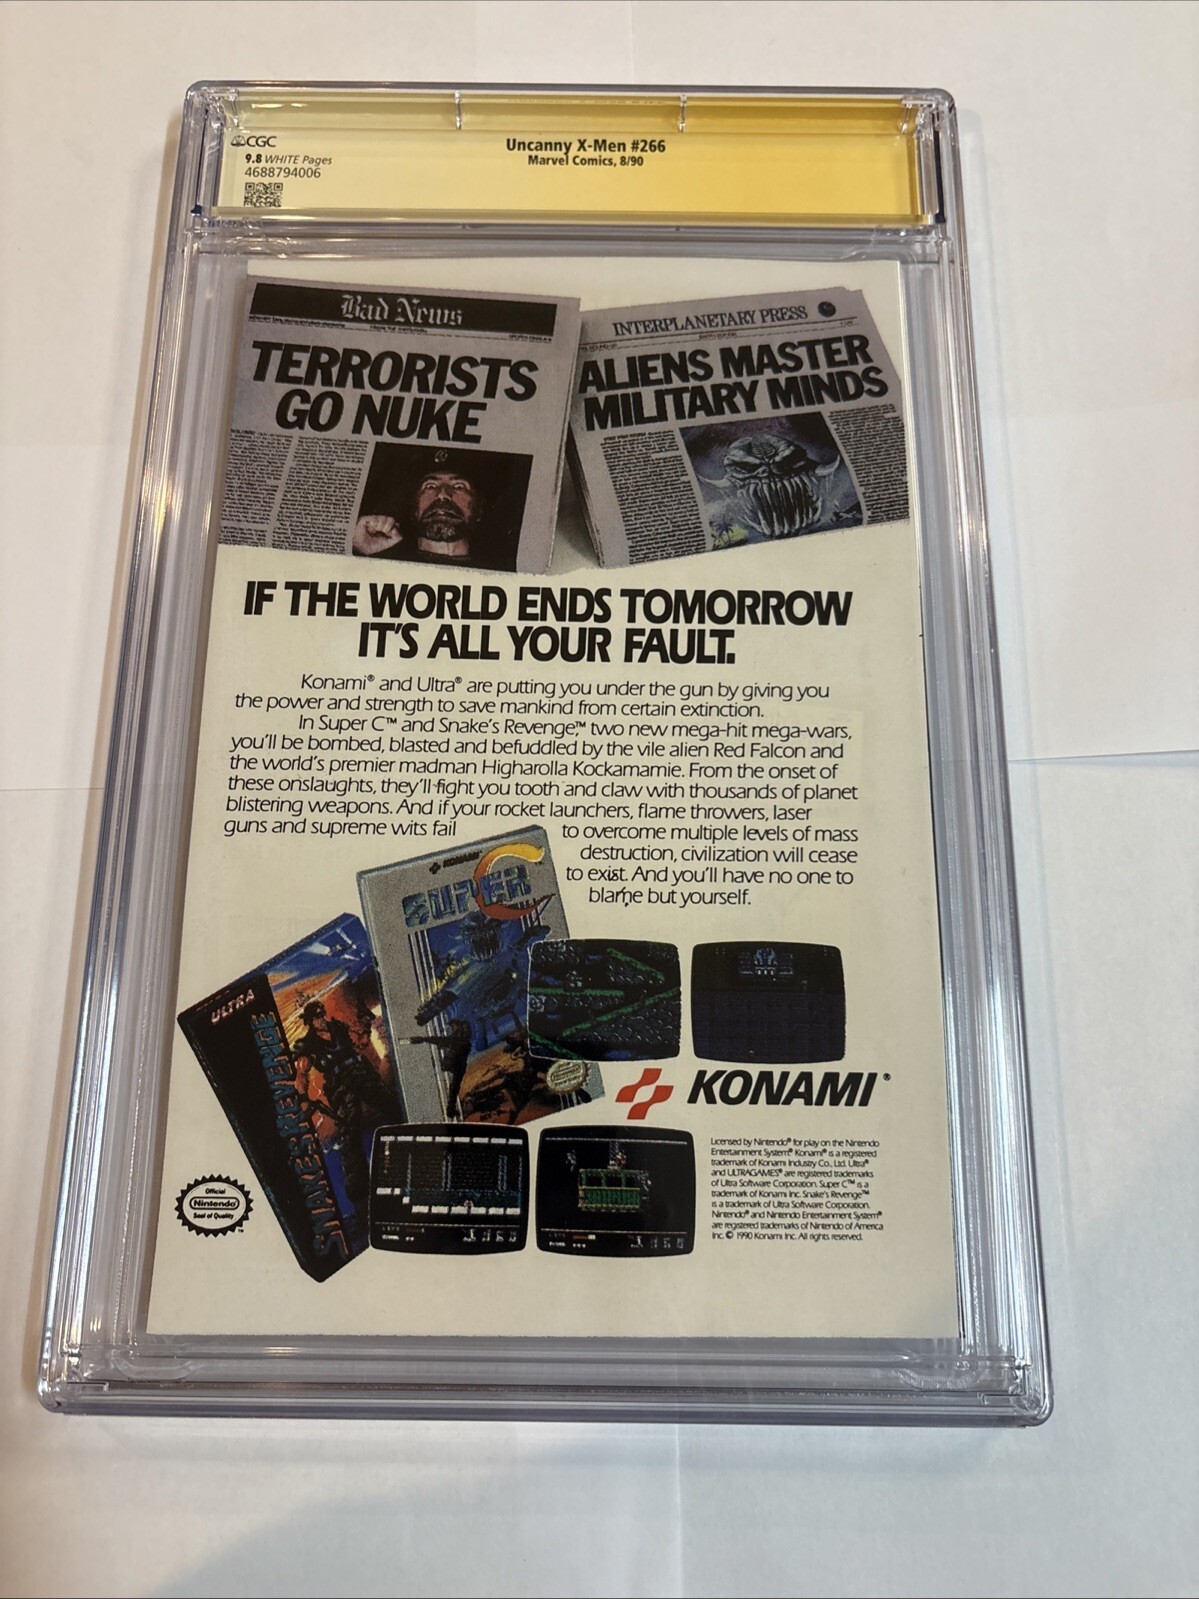 CGC
9.8 WHITE Pages
4688794006
Uncanny X-Men #266
Marvel Comics, 8/90
Bad News
TERRORISTS
GO NUKE
INTERPLANETARY PRESS
ALIENS MASTER
MILITARY MINDS
IF THE WORLD ENDS TOMORROW
IT'S ALL YOUR FAULT.
Konami® and Ultra® are putting you under the gun by giving you
the power and strength to save mankind from certain extinction.
In Super C™ and Snake's Revenge,™ two new mega-hit mega-wars,
you'll be bombed, blasted and befuddled by the vile alien Red Falcon and
the world's premier madman Higharolla Kockamamie. From the onset of
these onslaughts, they'll fight you tooth and claw with thousands of planet
blistering weapons. And if your rocket launchers, flame throwers, laser
guns and supreme wits fail to overcome multiple levels of mass
destruction, civilization will cease
to exist. And you'll have no one to
blame but yourself.
KONAMI
SUPER C
ULTRA
SNAKE'S REVENGE
KONAMI®
Official
Nintendo
Seal of Quality
Licensed by Nintendo® for play on the Nintendo
Entertainment System® Konami® is a registered
trademark of Konami Industry Co., Ltd. Ultra®
and ULTRAGAMES® are registered trademarks
of Ultra Software Corporation. Super C™ is a
trademark of Konami Inc. Snake's Revenge™
is a trademark of Ultra Software Corporation.
Nintendo® and Nintendo Entertainment System®
are registered trademarks of Nintendo of America
Inc. © 1990 Konami Inc. All rights reserved.